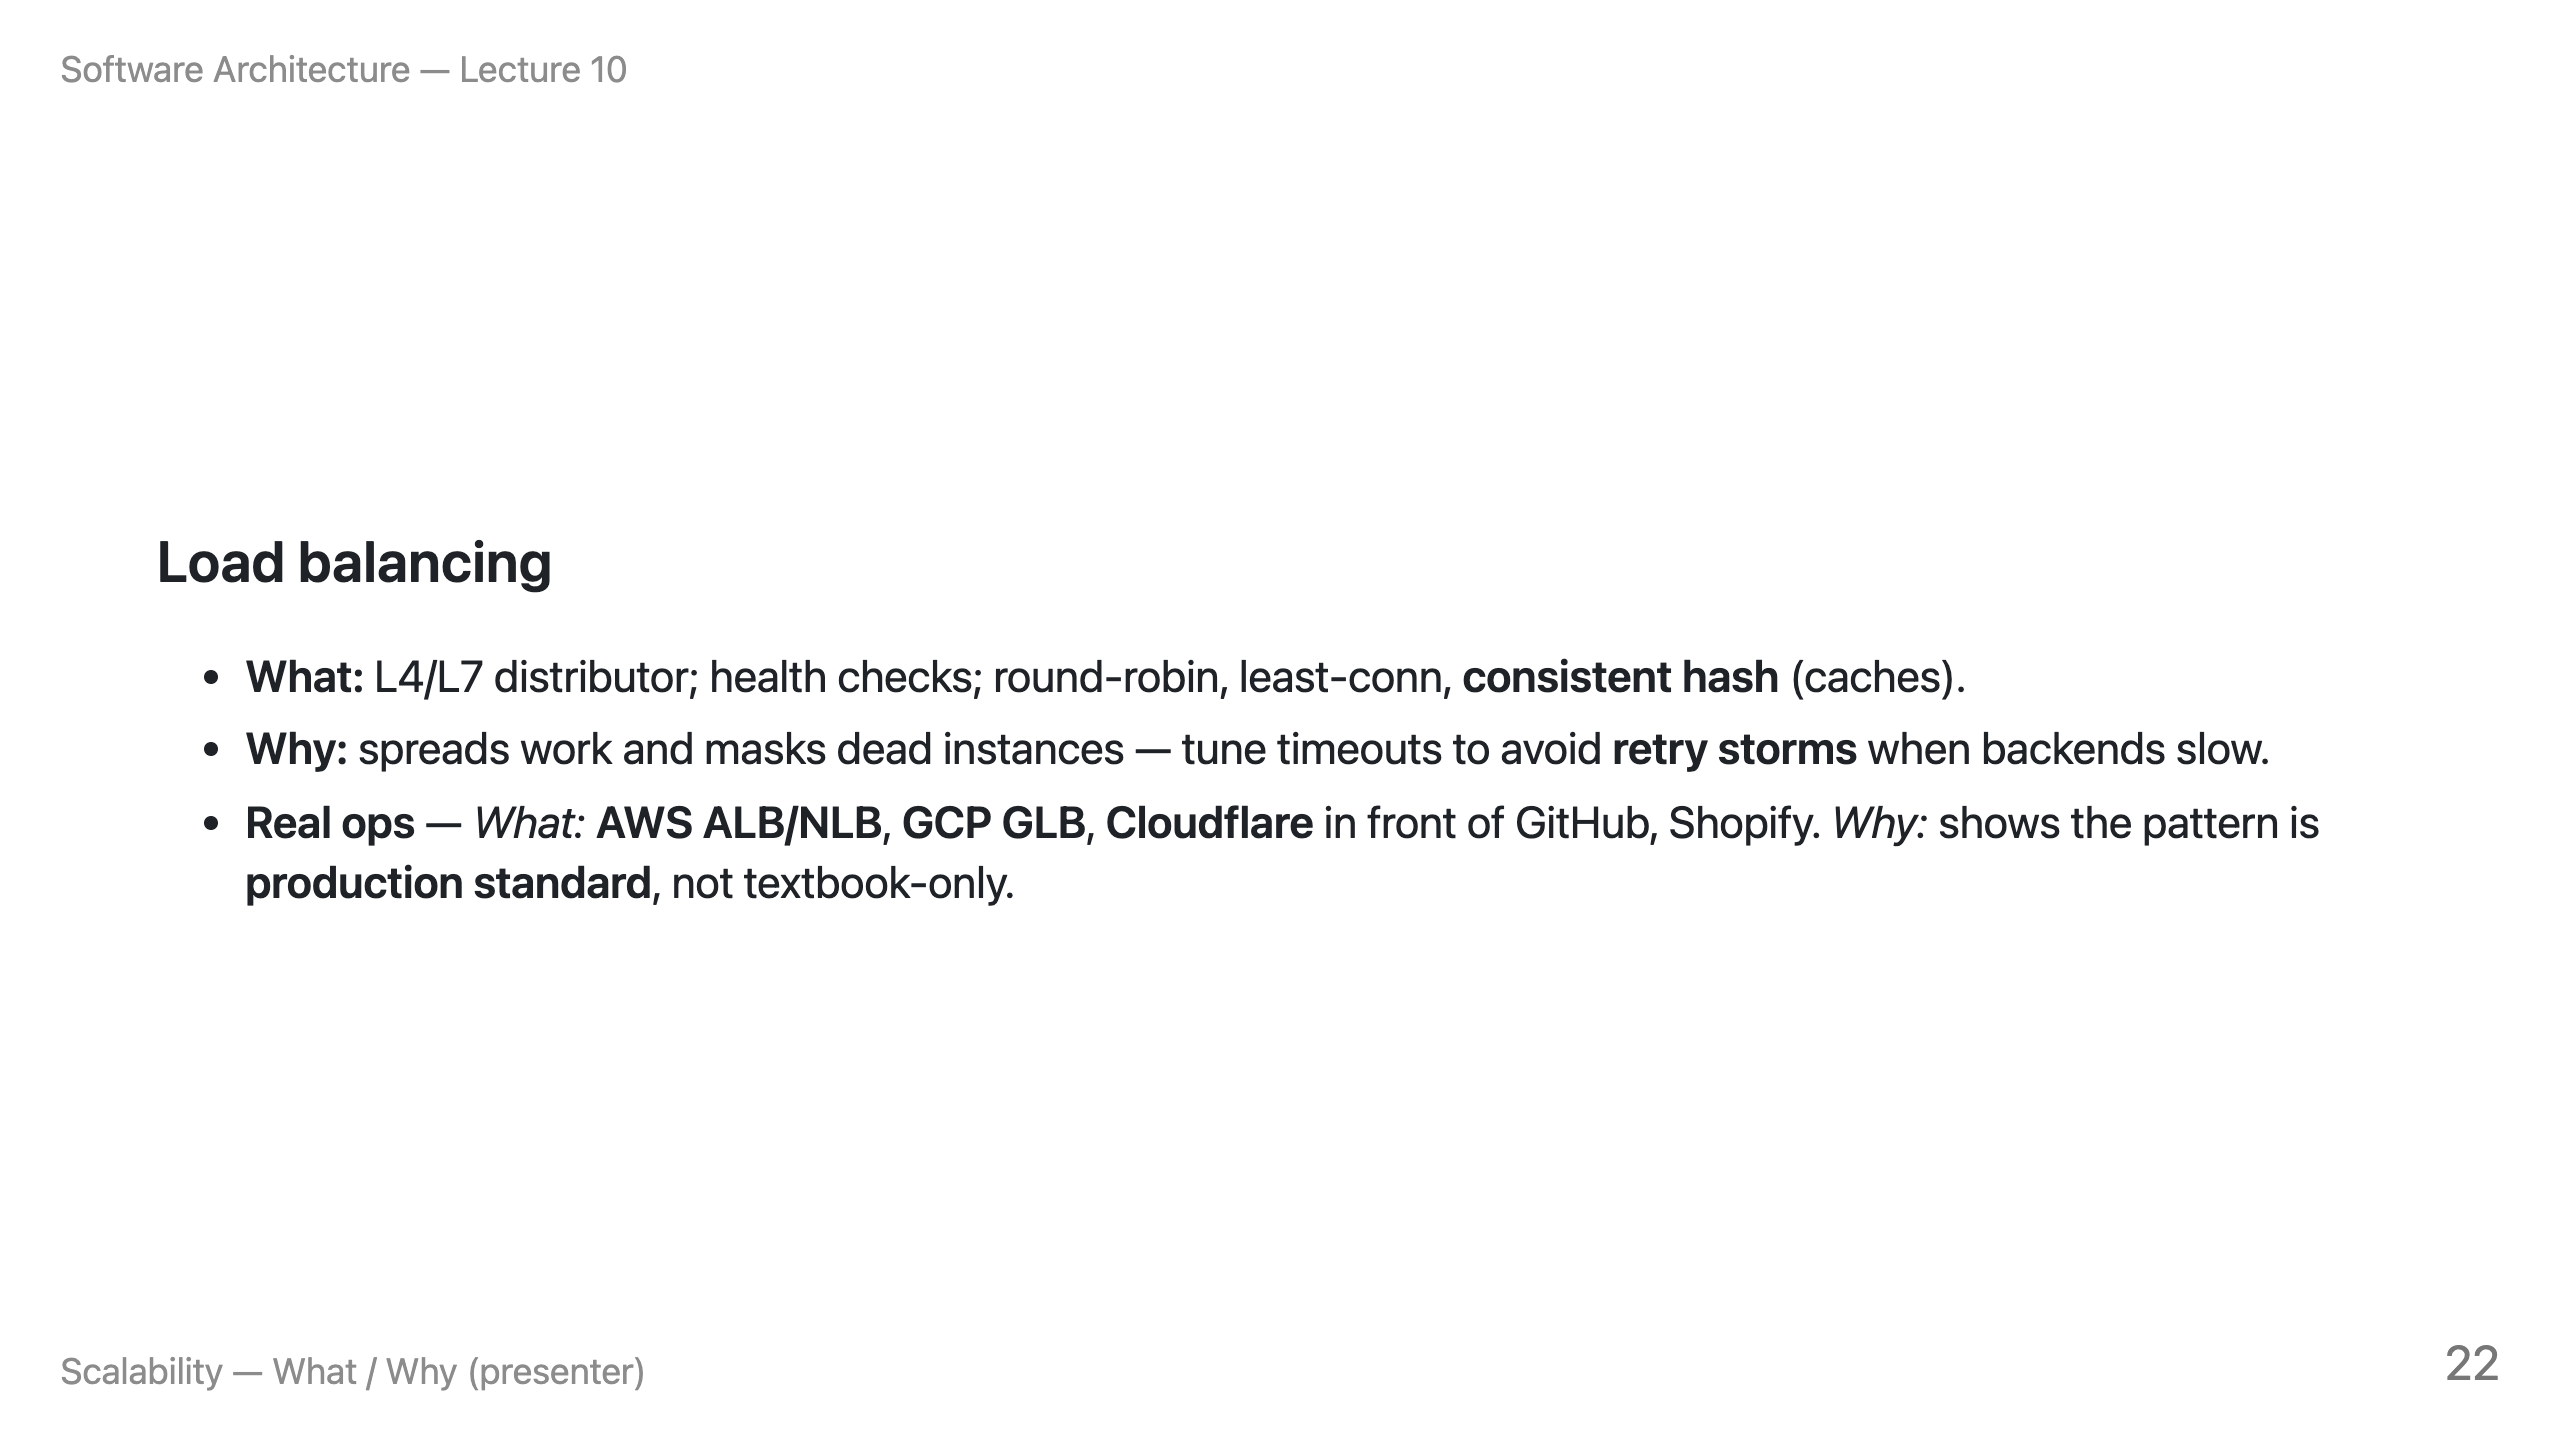 Software Architecture — Lecture 10
Load balancing
• What: L4/L7 distributor; health checks; round-robin, least-conn, consistent hash (caches).
• Why: spreads work and masks dead instances — tune timeouts to avoid retry storms when backends slow.
• Real ops — What: AWS ALB/NLB, GCP GLB, Cloudflare in front of GitHub, Shopify. Why: shows the pattern is
production standard, not textbook-only.
Scalability — What / Why (presenter)
22